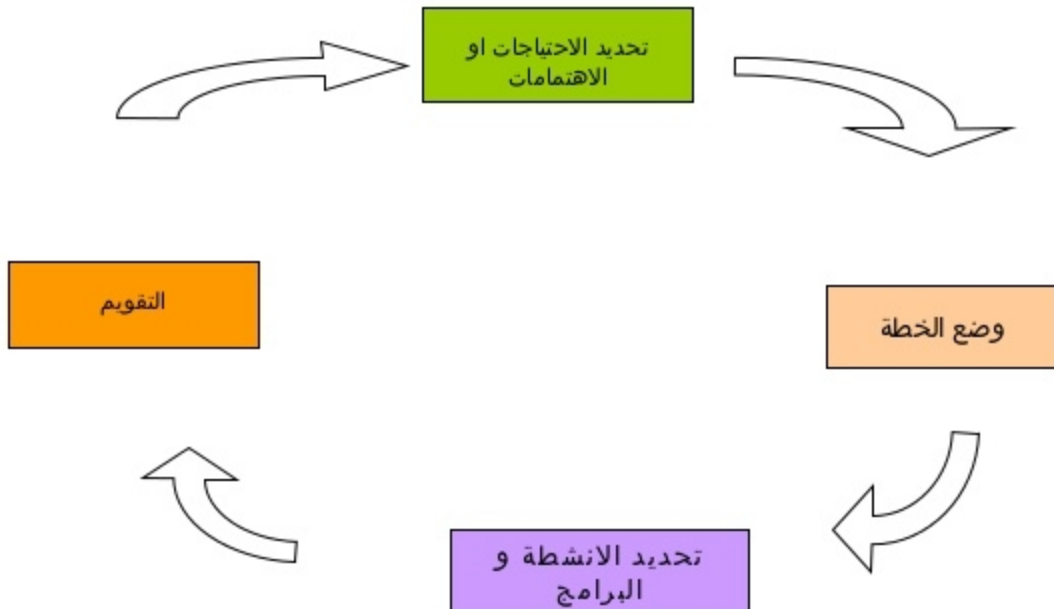 تحديد الاحتياجات او
الاهتمامات
وضع الخطة
تحديد الانشطة و
البرامج
التقويم